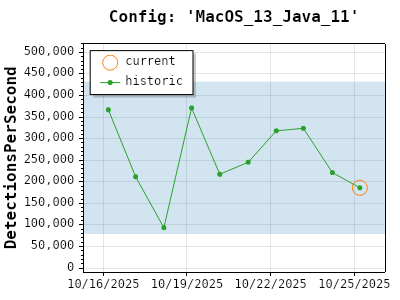 Config: 'MacOS_13_Java_11'
DetectionsPerSecond
500,000
450,000
400,000
350,000
300,000
250,000
200,000
150,000
100,000
50,000
0
current
historic
10/16/2025 10/19/2025 10/22/2025 10/25/2025